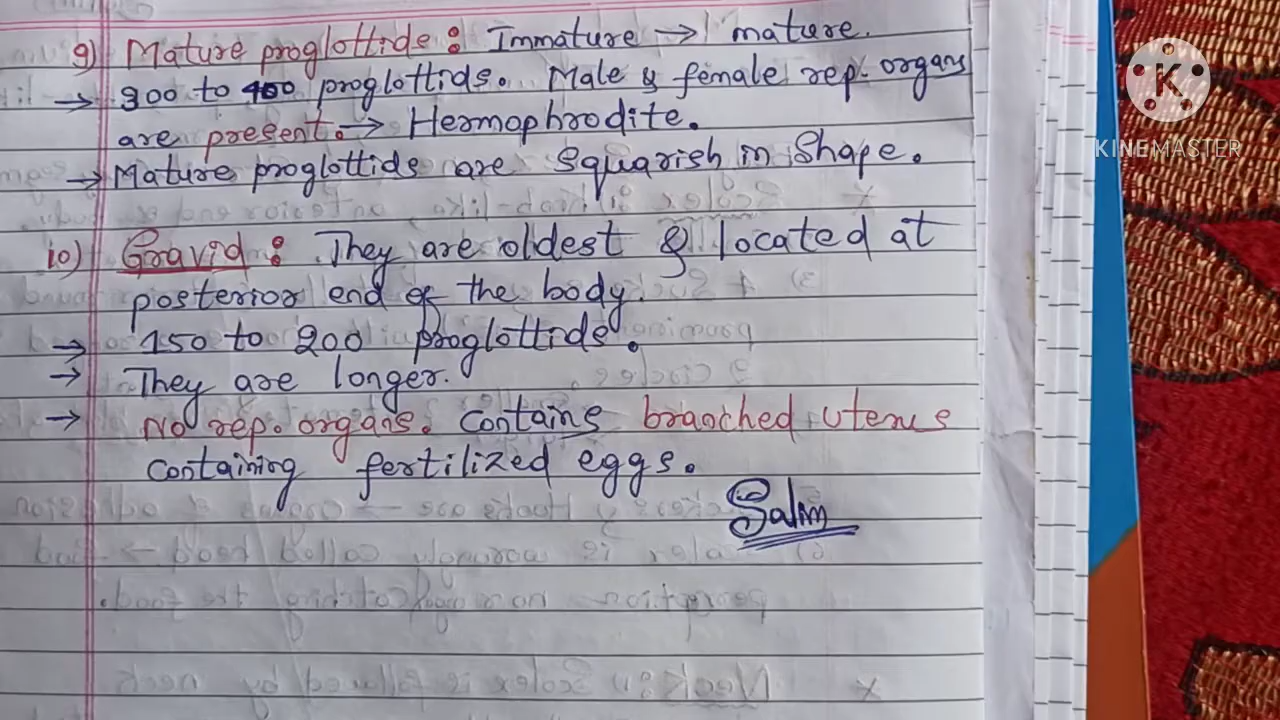 9) Mature proglottide : Immature → mature.
→ 300 to 400 proglottids. Male & female rep. organs
are present. → Hermophrodite.
→ Mature proglottids are Squarish in Shape.
10) Gravid : They are oldest & located at
posterior end of the body.
→ 150 to 200 proglottide.
→ They are longer.
→ No rep. organs. Contains branched uterus
containing fertilized eggs.
Salim
KINEMASTER